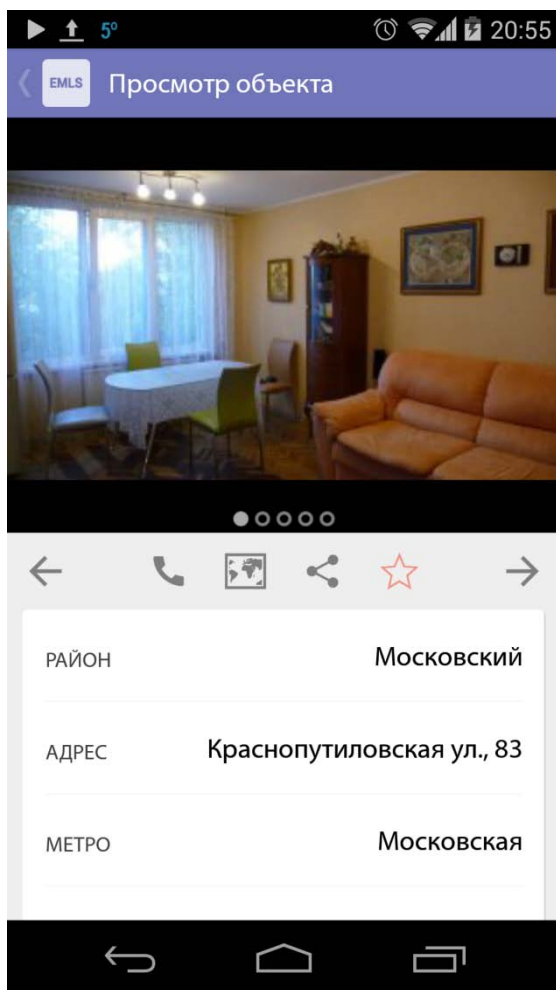 5° 20:55
EMLS Просмотр объекта
РАЙОН Московский
АДРЕС Краснопутиловская ул., 83
МЕТРО Московская